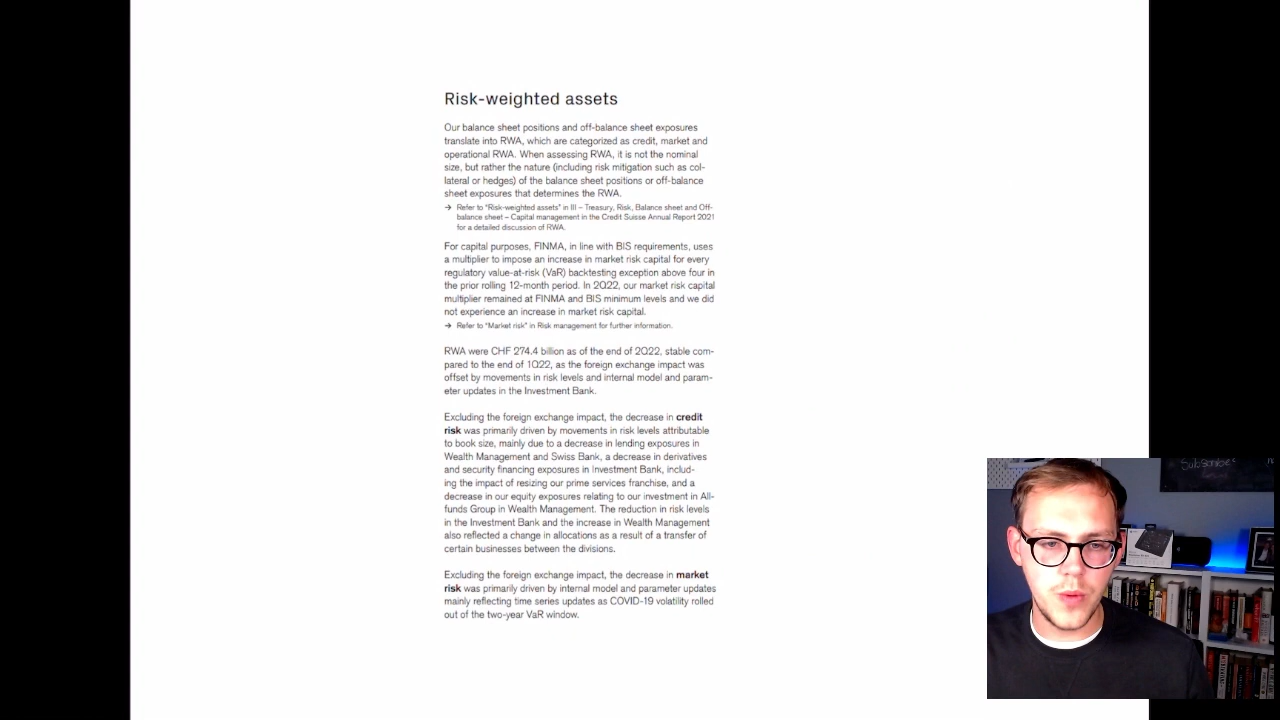 Risk-weighted assets
Our balance sheet positions and off-balance sheet exposures
translate into RWA, which are categorized as credit, market and
operational RWA. When assessing RWA, it is not the nominal
size, but rather the nature (including risk mitigation such as col-
lateral or hedges) of the balance sheet positions or off-balance
sheet exposures that determines the RWA.
→ Refer to "Risk-weighted assets" in III – Treasury, Risk, Balance sheet and Off-
balance sheet – Capital management in the Credit Suisse Annual Report 2021
for a detailed discussion of RWA.
For capital purposes, FINMA, in line with BIS requirements, uses
a multiplier to impose an increase in market risk capital for every
regulatory value-at-risk (VaR) backtesting exception above four in
the prior rolling 12-month period. In 2Q22, our market risk capital
multiplier remained at FINMA and BIS minimum levels and we did
not experience an increase in market risk capital.
→ Refer to "Market risk" in Risk management for further information.
RWA were CHF 274.4 billion as of the end of 2Q22, stable com-
pared to the end of 1Q22, as the foreign exchange impact was
offset by movements in risk levels and internal model and param-
eter updates in the Investment Bank.
Excluding the foreign exchange impact, the decrease in credit
risk was primarily driven by movements in risk levels attributable
to book size, mainly due to a decrease in lending exposures in
Wealth Management and Swiss Bank, a decrease in derivatives
and security financing exposures in Investment Bank, includ-
ing the impact of resizing our prime services franchise, and a
decrease in our equity exposures relating to our investment in All-
funds Group in Wealth Management. The reduction in risk levels
in the Investment Bank and the increase in Wealth Management
also reflected a change in allocations as a result of a transfer of
certain businesses between the divisions.
Excluding the foreign exchange impact, the decrease in market
risk was primarily driven by internal model and parameter updates
mainly reflecting time series updates as COVID-19 volatility rolled
out of the two-year VaR window.
Subscribe